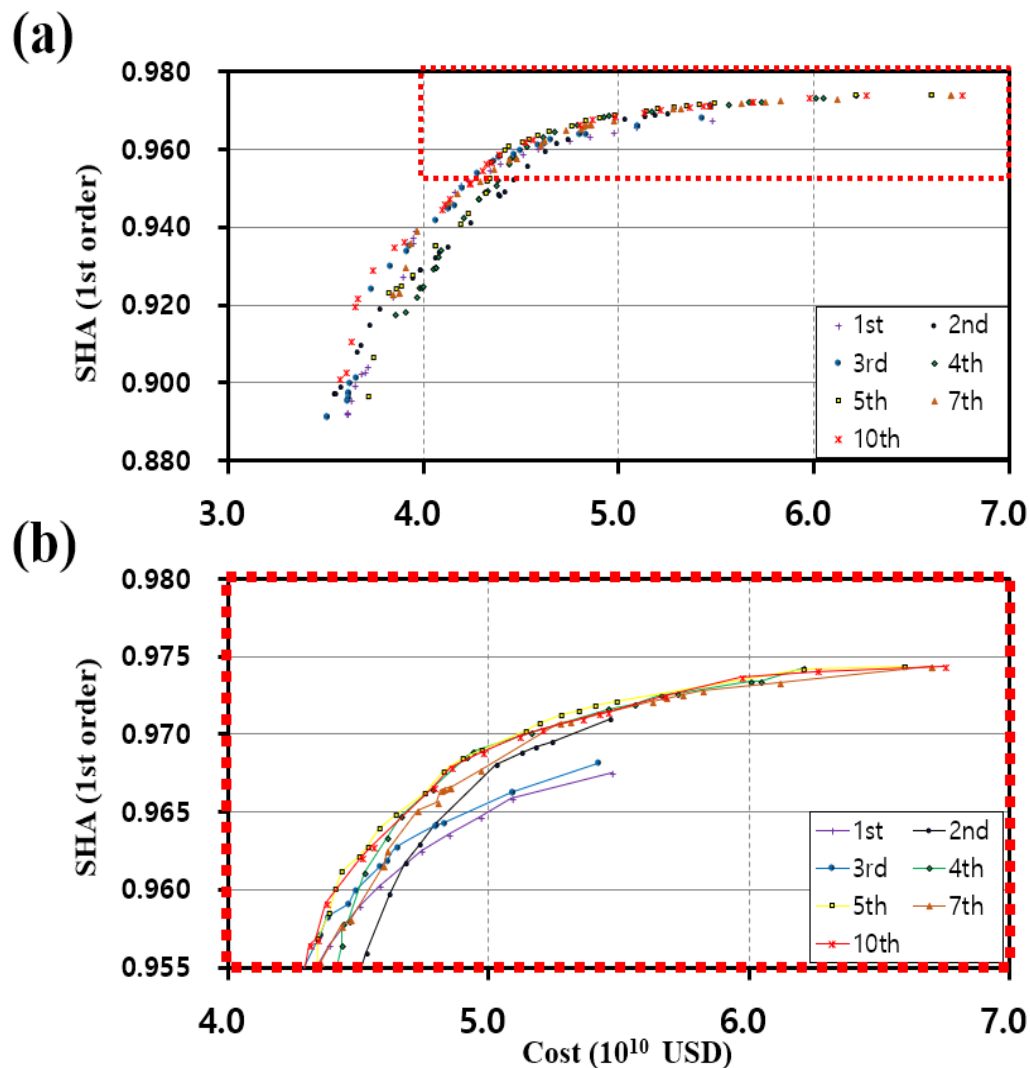 (a)
0.980
0.960
0.940
0.920
0.900
0.880
SHA (1st order)
1st 2nd
3rd 4th
5th 7th
10th
3.0 4.0 5.0 6.0 7.0
(b)
0.980
0.975
0.970
0.965
0.960
0.955
SHA (1st order)
1st 2nd
3rd 4th
5th 7th
10th
4.0 5.0 6.0 7.0
Cost (10¹⁰ USD)